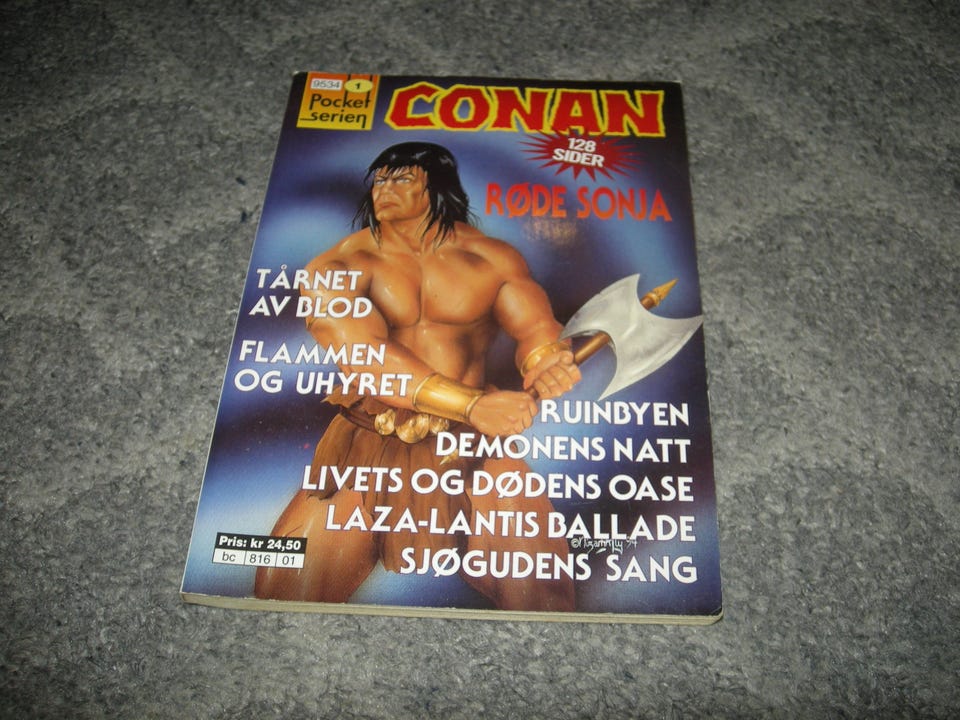 9534 1
Pocket
serien
CONAN
128
SIDER
RØDE SONJA
TÅRNET
AV BLOD
FLAMMEN
OG UHYRET
RUINBYEN
DEMONENS NATT
LIVETS OG DØDENS OASE
LAZA-LANTIS BALLADE
SJØGUDENS SANG
Pris: kr 24,50
bc 816 01